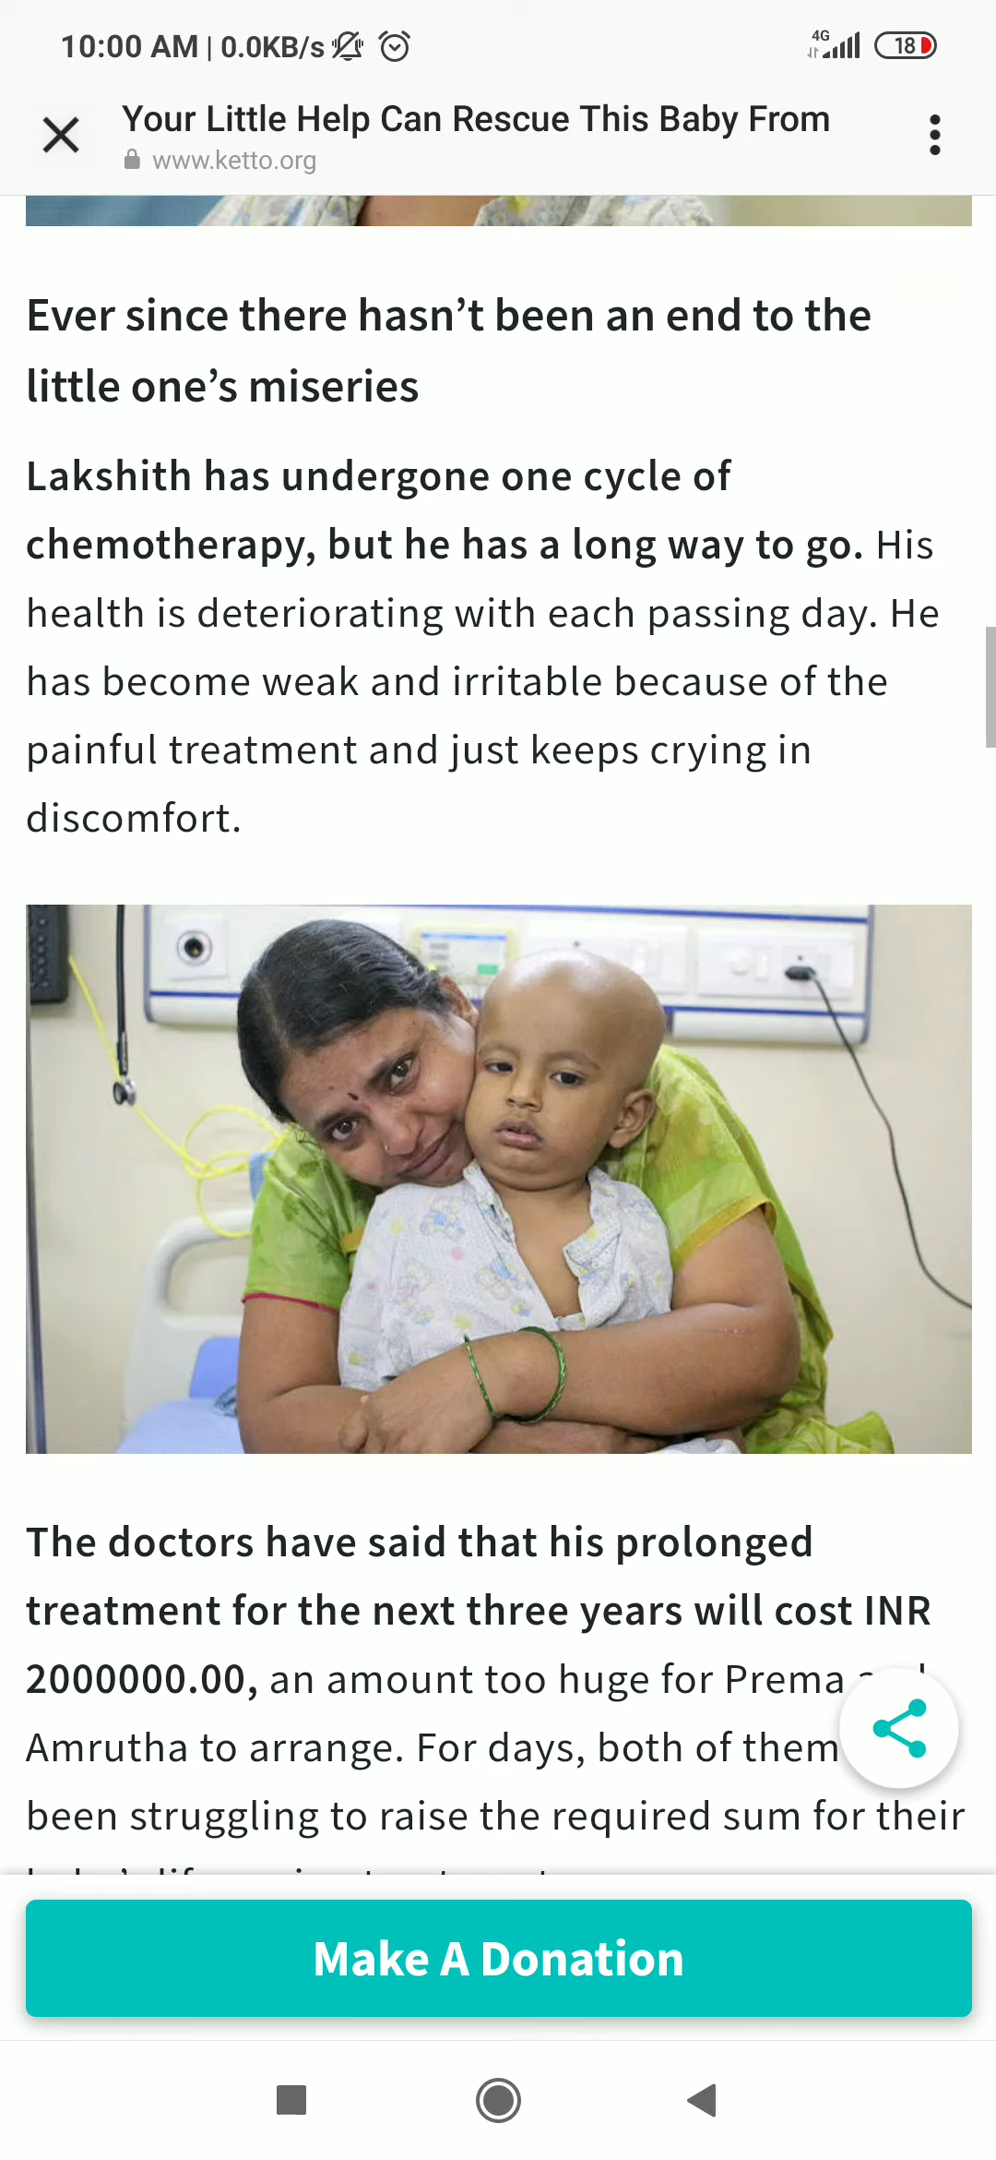 10:00 AM | 0.0KB/s
4G
18
Your Little Help Can Rescue This Baby From
www.ketto.org
Ever since there hasn’t been an end to the
little one’s miseries
Lakshith has undergone one cycle of
chemotherapy, but he has a long way to go. His
health is deteriorating with each passing day. He
has become weak and irritable because of the
painful treatment and just keeps crying in
discomfort.
The doctors have said that his prolonged
treatment for the next three years will cost INR
2000000.00, an amount too huge for Prema
Amrutha to arrange. For days, both of them
been struggling to raise the required sum for their
Make A Donation